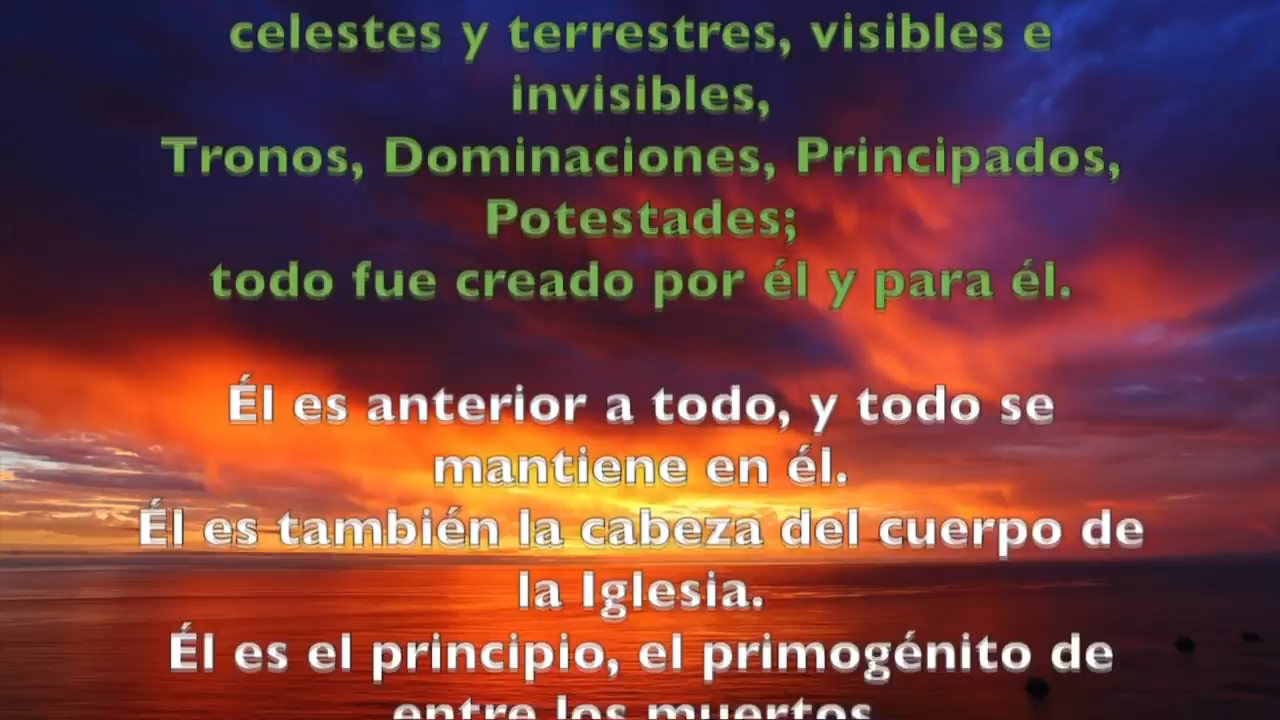 celestes y terrestres, visibles e
invisibles,
Tronos, Dominaciones, Principados,
Potestades;
todo fue creado por él y para él.
Él es anterior a todo, y todo se
mantiene en él.
Él es también la cabeza del cuerpo de
la Iglesia.
Él es el principio, el primogénito de
entre los muertos